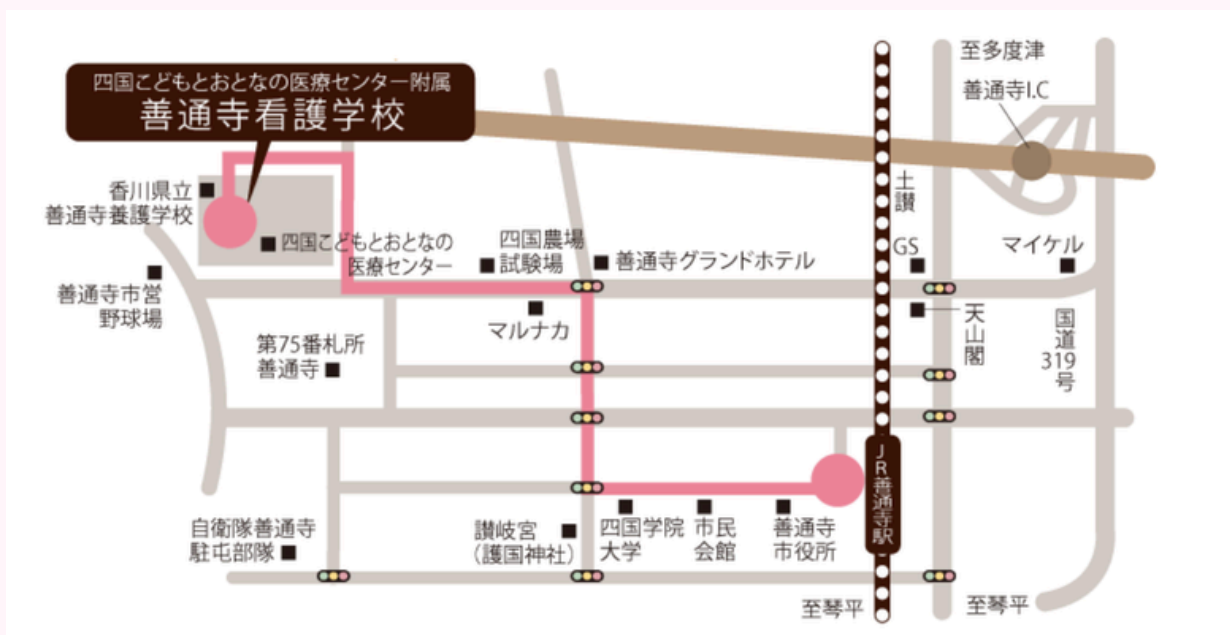 四国こどもとおとなの医療センター附属
善通寺看護学校
至多度津
善通寺I.C
香川県立
善通寺養護学校
四国こどもとおとなの
医療センター
四国農場
試験場
善通寺グランドホテル
土讃
GS
マイケル
善通寺市営
野球場
マルナカ
天山閣
国道319号
第75番札所
善通寺
JR善通寺駅
自衛隊善通寺
駐屯部隊
讃岐宮
(護国神社)
四国学院
大学
市民
会館
善通寺
市役所
至琴平
至琴平